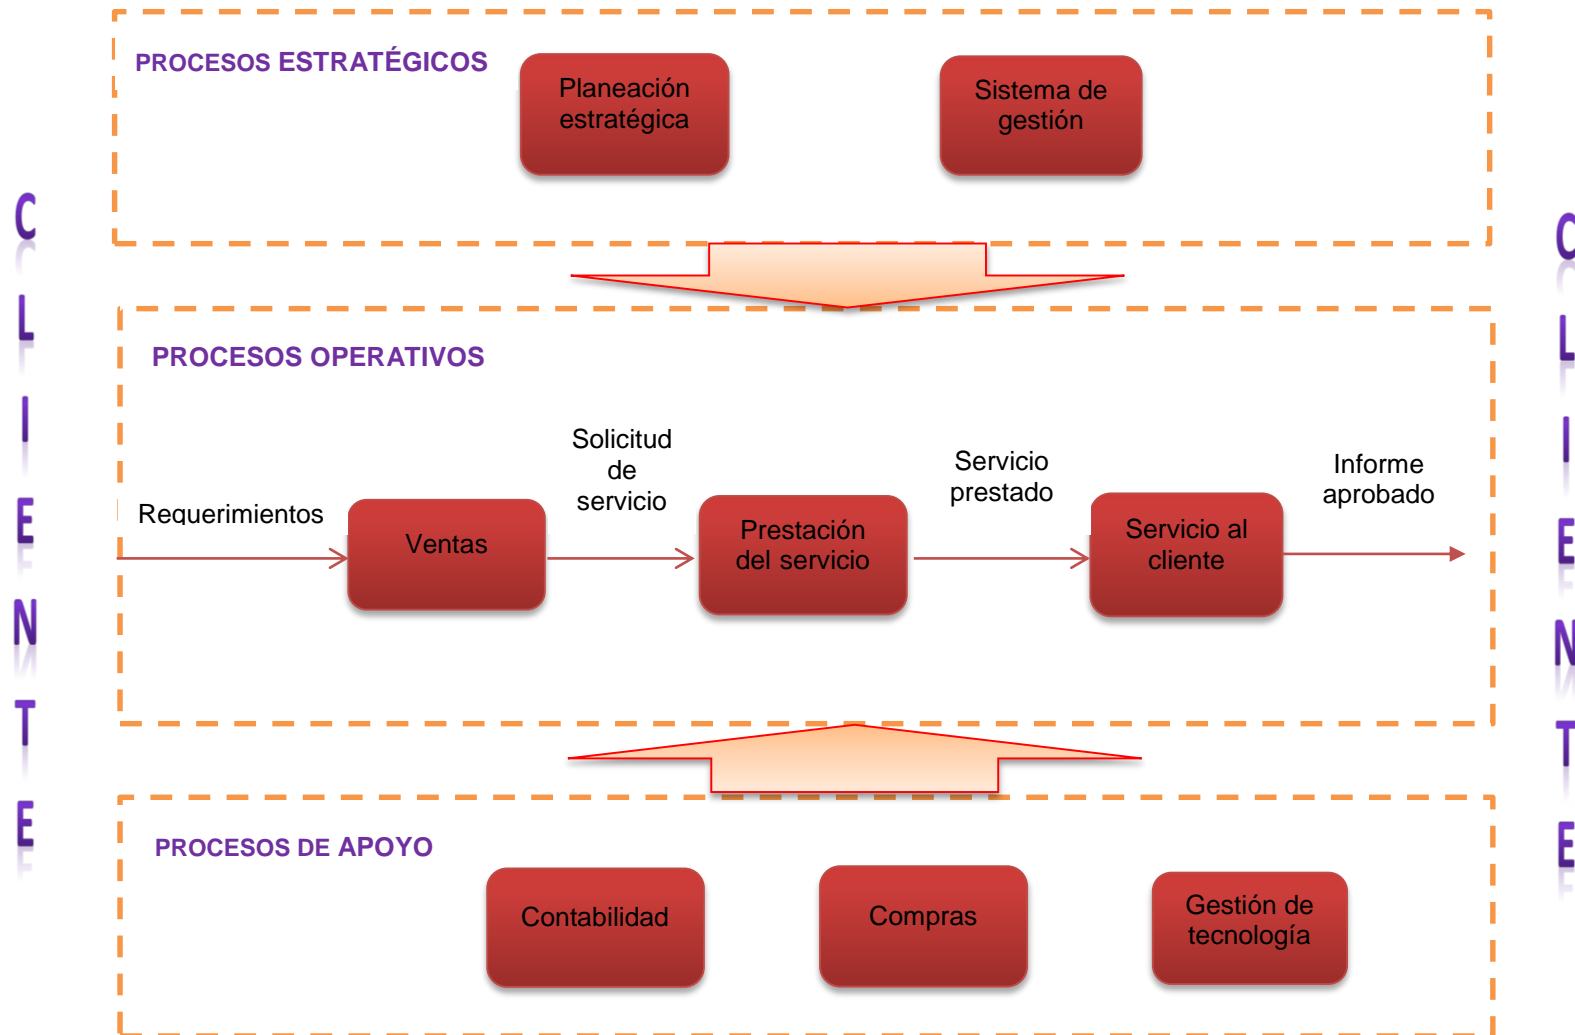 PROCESOS ESTRATÉGICOS
Planeación
estratégica
Sistema de
gestión
C
L
I
E
N
T
E
PROCESOS OPERATIVOS
Requerimientos
Ventas
Solicitud
de
servicio
Prestación
del servicio
Servicio
prestado
Servicio al
cliente
Informe
aprobado
C
L
I
E
N
T
E
PROCESOS DE APOYO
Contabilidad
Compras
Gestión de
tecnología